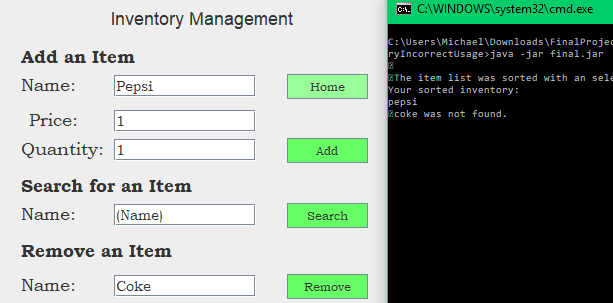 Inventory Management
Add an Item
Name: Pepsi Home
Price: 1
Quantity: 1 Add
Search for an Item
Name: (Name) Search
Remove an Item
Name: Coke Remove
C:\WINDOWS\system32\cmd.exe
C:\Users\Michael\Downloads\FinalProjec
ryIncorrectUsage>java -jar final.jar
The item list was sorted with an sele
Your sorted inventory:
pepsi
coke was not found.